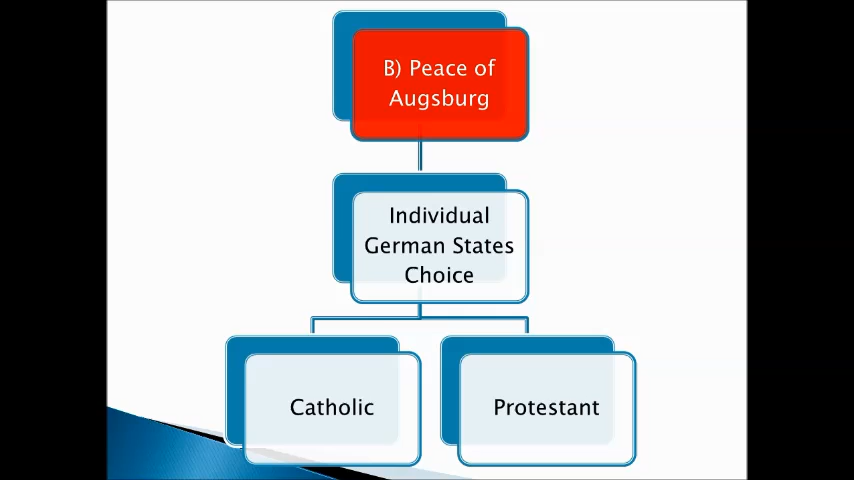 B) Peace of
Augsburg
Individual
German States
Choice
Catholic
Protestant